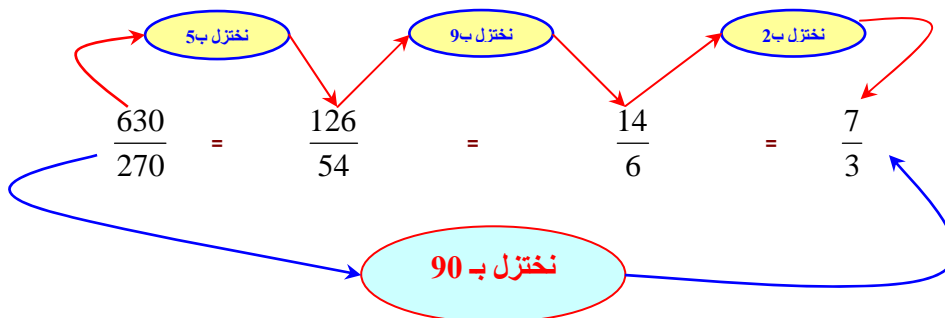 نختزل ب5 نختزل ب9 نختزل ب2
630/270 = 126/54 = 14/6 = 7/3
نختزل بـ 90